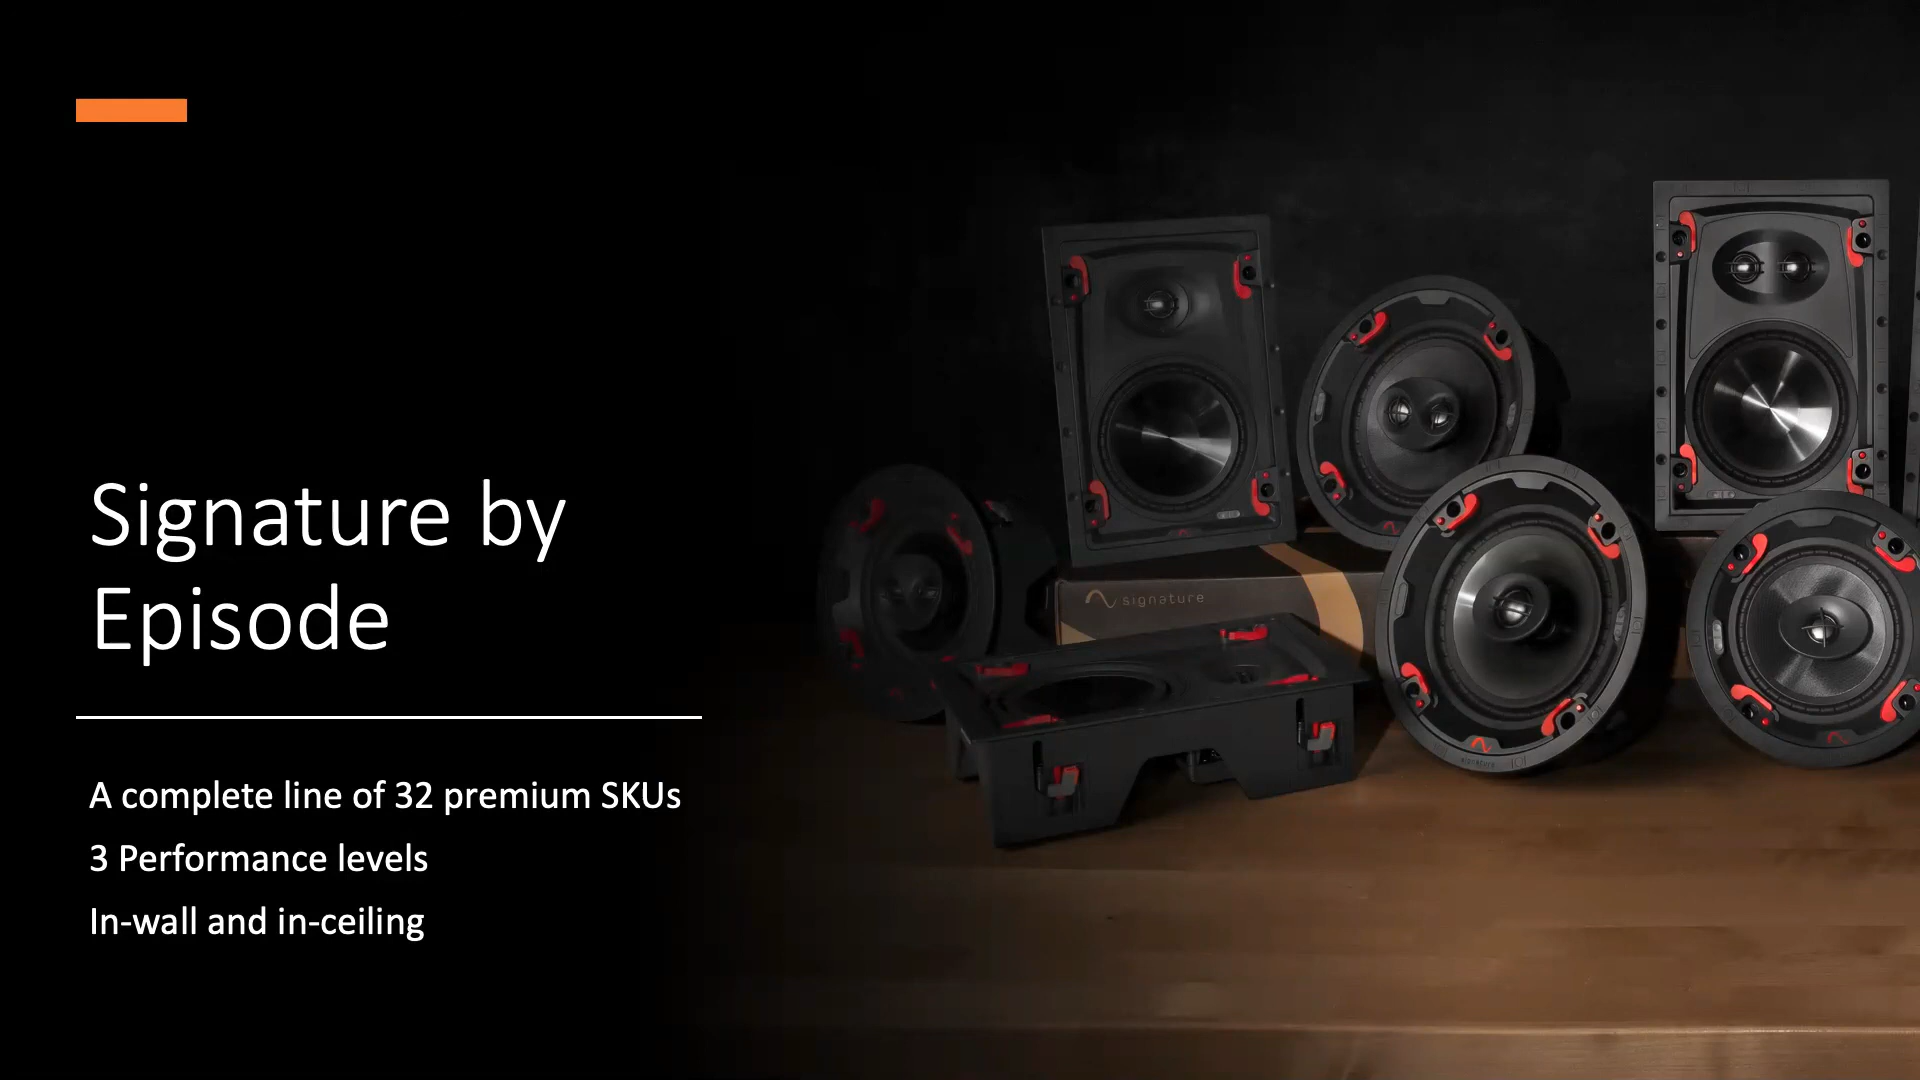 Signature by
Episode
A complete line of 32 premium SKUs
3 Performance levels
In-wall and in-ceiling
signature